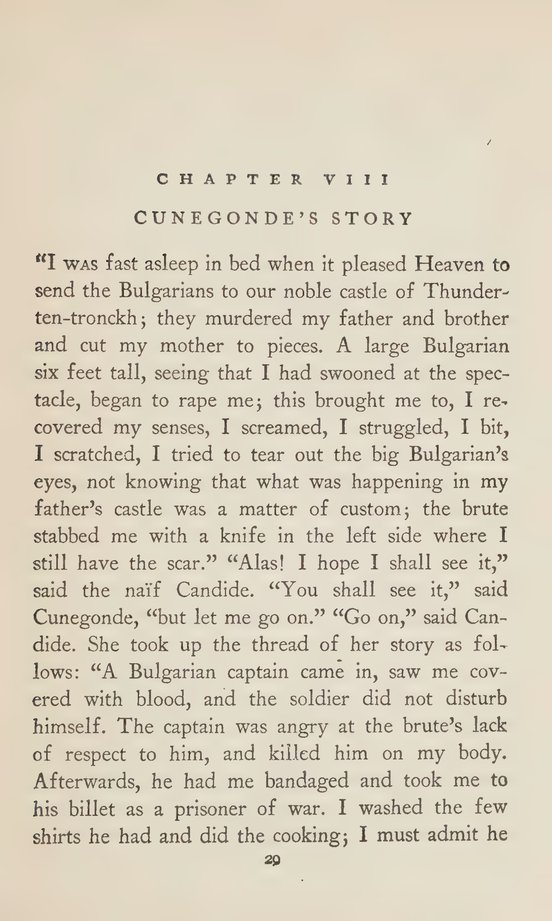 CHAPTER VIII
CUNEGONDE'S STORY
“I WAS fast asleep in bed when it pleased Heaven to
send the Bulgarians to our noble castle of Thunder-
ten-tronckh; they murdered my father and brother
and cut my mother to pieces. A large Bulgarian
six feet tall, seeing that I had swooned at the spec-
tacle, began to rape me; this brought me to, I re-
covered my senses, I screamed, I struggled, I bit,
I scratched, I tried to tear out the big Bulgarian’s
eyes, not knowing that what was happening in my
father’s castle was a matter of custom; the brute
stabbed me with a knife in the left side where I
still have the scar.” “Alas! I hope I shall see it,”
said the naïf Candide. “You shall see it,” said
Cunegonde, “but let me go on.” “Go on,” said Can-
dide. She took up the thread of her story as fol-
lows: “A Bulgarian captain came in, saw me cov-
ered with blood, and the soldier did not disturb
himself. The captain was angry at the brute’s lack
of respect to him, and killed him on my body.
Afterwards, he had me bandaged and took me to
his billet as a prisoner of war. I washed the few
shirts he had and did the cooking; I must admit he
29